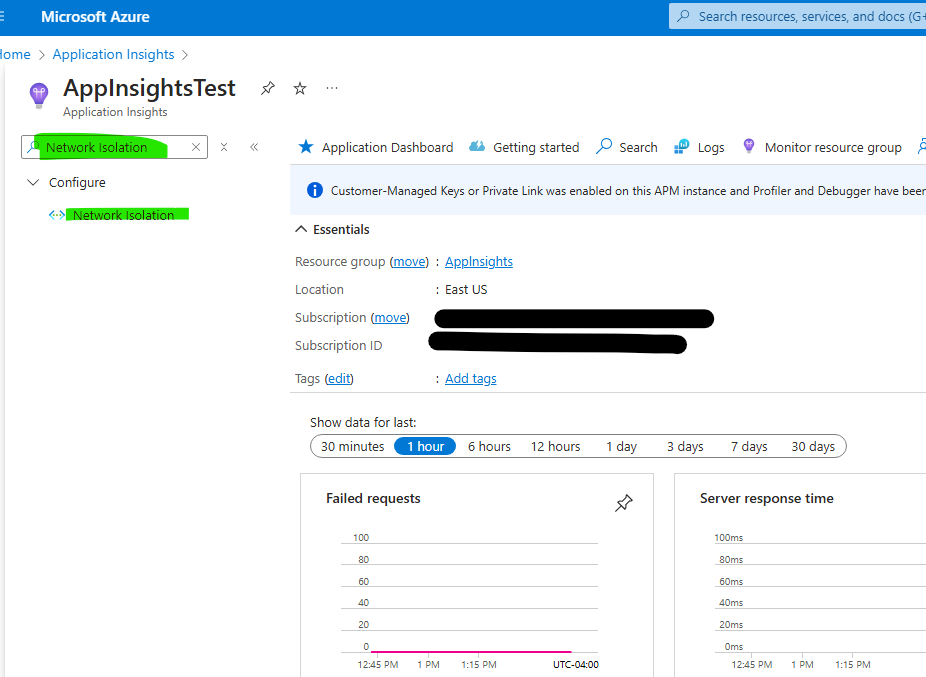 Microsoft Azure
Search resources, services, and docs (G+
Home > Application Insights >
AppInsightsTest
Application Insights
Network Isolation
Configure
Network Isolation
Application Dashboard Getting started Search Logs Monitor resource group
Customer-Managed Keys or Private Link was enabled on this APM instance and Profiler and Debugger have been
Essentials
Resource group (move) : AppInsights
Location : East US
Subscription (move)
Subscription ID
Tags (edit) : Add tags
Show data for last:
30 minutes 1 hour 6 hours 12 hours 1 day 3 days 7 days 30 days
Failed requests
100
80
60
40
20
0
12:45 PM 1 PM 1:15 PM UTC-04:00
Server response time
100ms
80ms
60ms
40ms
20ms
0ms
12:45 PM 1 PM 1:15 PM